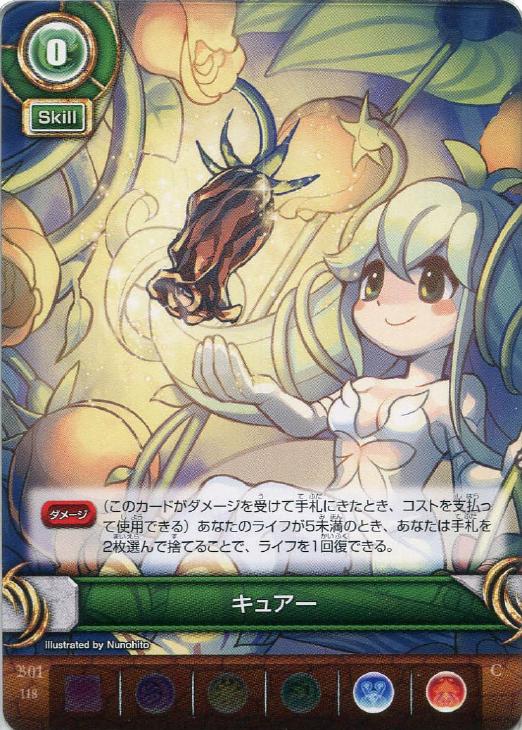 0
Skill
ダメージ
(このカードがダメージを受けて手札にきたとき、コストを支払っ
て使用できる) あなたのライフが5未満のとき、あなたは手札を
2枚選んで捨てることで、ライフを1回復できる。
キュアー
illustrated by Nunohito
B01
118
C